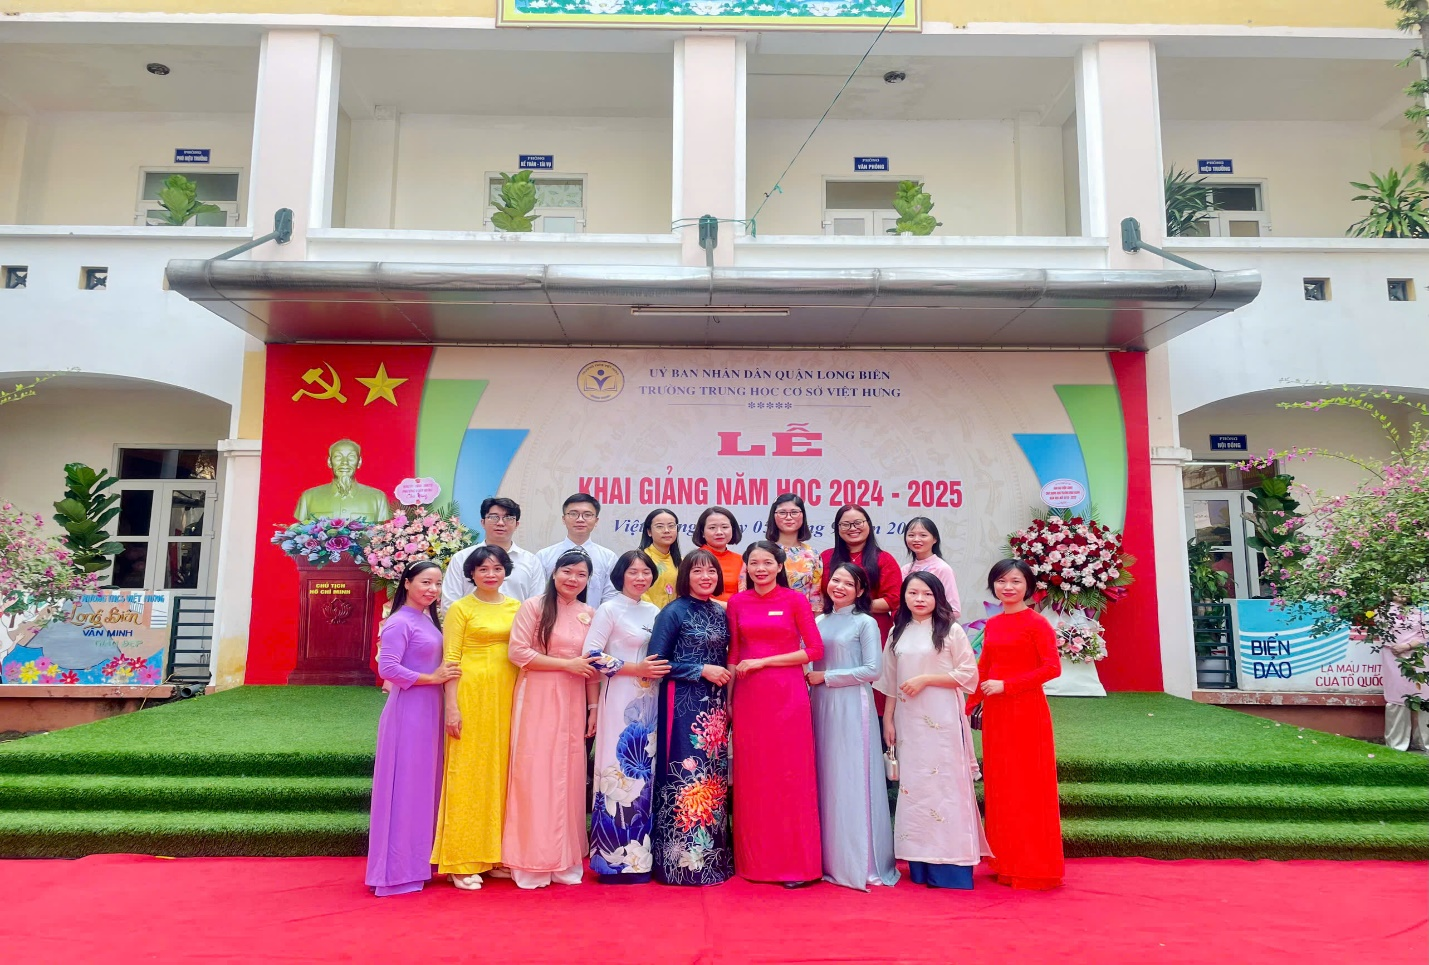 PHÒNG
PHÓ HIỆU TRƯỞNG
PHÒNG
KẾ TOÁN - TÀI VỤ
PHÒNG
VĂN PHÒNG
PHÒNG
HIỆU TRƯỞNG
UỶ BAN NHÂN DÂN QUẬN LONG BIÊN
TRƯỜNG TRUNG HỌC CƠ SỞ VIỆT HƯNG
LỄ
KHAI GIẢNG NĂM HỌC 2024 - 2025
PHÒNG
HỘI ĐỒNG
CHỦ TỊCH
HỒ CHÍ MINH
Long Biên
VĂN MINH
BIỂN
ĐẢO
LÀ MÁU THỊT
CỦA TỔ QUỐC